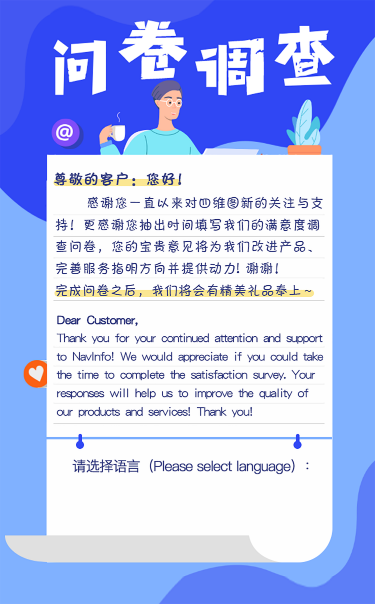 问卷调查
@
尊敬的客户：您好！
感谢您一直以来对四维图新的关注与支
持！更感谢您抽出时间填写我们的满意度调
查问卷，您的宝贵意见将为我们改进产品、
完善服务指明方向并提供动力! 谢谢！
完成问卷之后，我们将会有精美礼品奉上~
Dear Customer,
Thank you for your continued attention and support
to NavInfo! We would appreciate if you could take
the time to complete the satisfaction survey. Your
responses will help us to improve the quality of
our products and services! Thank you!
请选择语言（Please select language）：